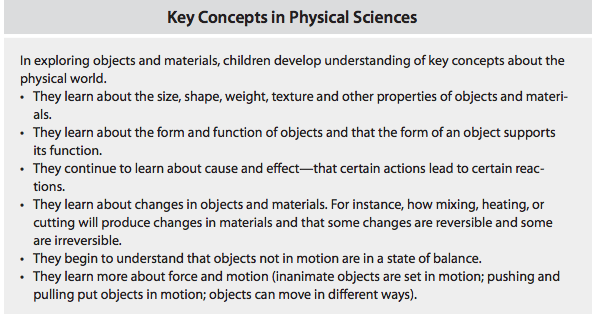 Key Concepts in Physical Sciences
In exploring objects and materials, children develop understanding of key concepts about the
physical world.
• They learn about the size, shape, weight, texture and other properties of objects and materi-
als.
• They learn about the form and function of objects and that the form of an object supports
its function.
• They continue to learn about cause and effect—that certain actions lead to certain reac-
tions.
• They learn about changes in objects and materials. For instance, how mixing, heating, or
cutting will produce changes in materials and that some changes are reversible and some
are irreversible.
• They begin to understand that objects not in motion are in a state of balance.
• They learn more about force and motion (inanimate objects are set in motion; pushing and
pulling put objects in motion; objects can move in different ways).